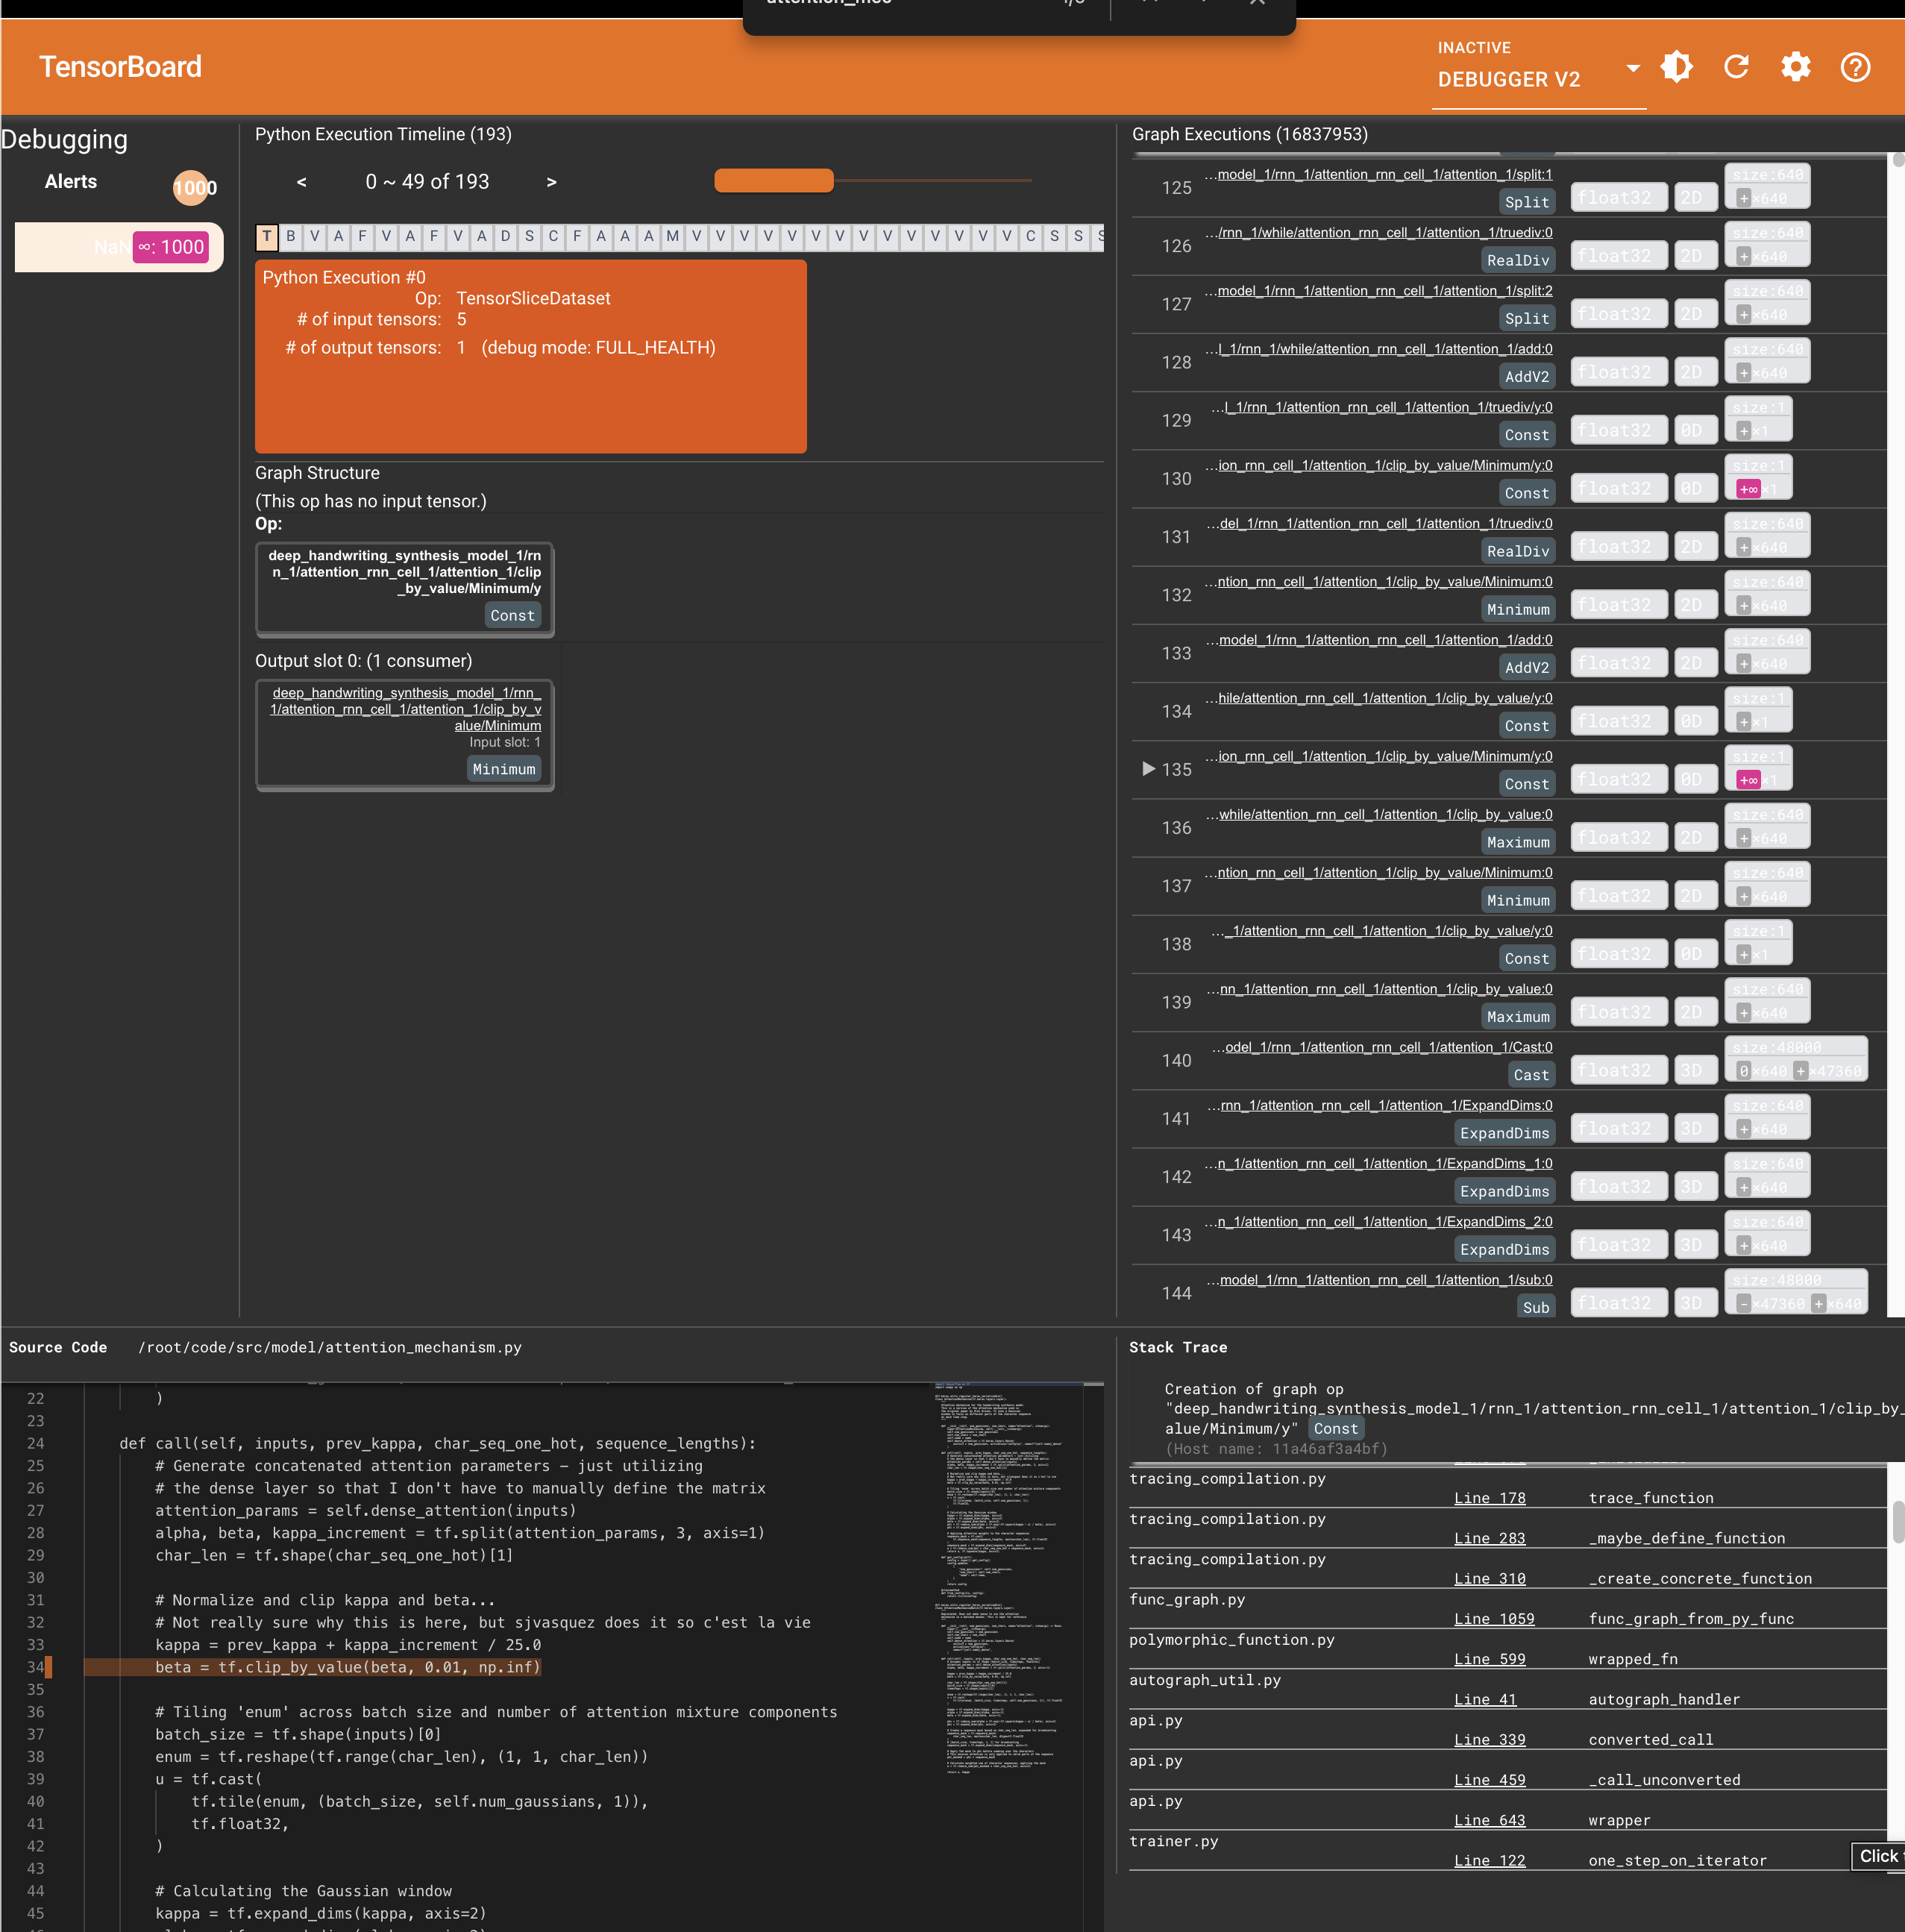 TensorBoard
INACTIVE
DEBUGGER V2
Debugging
Alerts
1000
NaN
∞: 1000
Python Execution Timeline (193)
<
0 ~ 49 of 193
>
T B V A F V A F V A D S C F A A A M V V V V V V V V V V V V V V C S S S
Python Execution #0
Op: TensorSliceDataset
# of input tensors: 5
# of output tensors: 1 (debug mode: FULL_HEALTH)
Graph Structure
(This op has no input tensor.)
Op:
deep_handwriting_synthesis_model_1/rn
n_1/attention_rnn_cell_1/attention_1/clip
_by_value/Minimum/y
Const
Output slot 0: (1 consumer)
deep_handwriting_synthesis_model_1/rnn_
1/attention_rnn_cell_1/attention_1/clip_by_v
alue/Minimum
Input slot: 1
Minimum
Graph Executions (16837953)
125 …model_1/rnn_1/attention_rnn_cell_1/attention_1/split:1
Split float32 2D size:640 +×640
126 …/rnn_1/while/attention_rnn_cell_1/attention_1/truediv:0
RealDiv float32 2D size:640 +×640
127 …model_1/rnn_1/attention_rnn_cell_1/attention_1/split:2
Split float32 2D size:640 +×640
128 …l_1/rnn_1/while/attention_rnn_cell_1/attention_1/add:0
AddV2 float32 2D size:640 +×640
129 …l_1/rnn_1/attention_rnn_cell_1/attention_1/truediv/y:0
Const float32 0D size:1 +×1
130 …ion_rnn_cell_1/attention_1/clip_by_value/Minimum/y:0
Const float32 0D size:1 +∞×1
131 …del_1/rnn_1/attention_rnn_cell_1/attention_1/truediv:0
RealDiv float32 2D size:640 +×640
132 …ntion_rnn_cell_1/attention_1/clip_by_value/Minimum:0
Minimum float32 2D size:640 +×640
133 …model_1/rnn_1/attention_rnn_cell_1/attention_1/add:0
AddV2 float32 2D size:640 +×640
134 …hile/attention_rnn_cell_1/attention_1/clip_by_value/y:0
Const float32 0D size:1 +×1
▶ 135 …ion_rnn_cell_1/attention_1/clip_by_value/Minimum/y:0
Const float32 0D size:1 +∞×1
136 …while/attention_rnn_cell_1/attention_1/clip_by_value:0
Maximum float32 2D size:640 +×640
137 …ntion_rnn_cell_1/attention_1/clip_by_value/Minimum:0
Minimum float32 2D size:640 +×640
138 …_1/attention_rnn_cell_1/attention_1/clip_by_value/y:0
Const float32 0D size:1 +×1
139 …nn_1/attention_rnn_cell_1/attention_1/clip_by_value:0
Maximum float32 2D size:640 +×640
140 …odel_1/rnn_1/attention_rnn_cell_1/attention_1/Cast:0
Cast float32 3D size:48000 0×640 +×47360
141 …rnn_1/attention_rnn_cell_1/attention_1/ExpandDims:0
ExpandDims float32 3D size:640 +×640
142 …n_1/attention_rnn_cell_1/attention_1/ExpandDims_1:0
ExpandDims float32 3D size:640 +×640
143 …n_1/attention_rnn_cell_1/attention_1/ExpandDims_2:0
ExpandDims float32 3D size:640 +×640
144 …model_1/rnn_1/attention_rnn_cell_1/attention_1/sub:0
Sub float32 3D size:48000 -×47360 +×640
Source Code /root/code/src/model/attention_mechanism.py
22 )
23
24 def call(self, inputs, prev_kappa, char_seq_one_hot, sequence_lengths):
25 # Generate concatenated attention parameters – just utilizing
26 # the dense layer so that I don't have to manually define the matrix
27 attention_params = self.dense_attention(inputs)
28 alpha, beta, kappa_increment = tf.split(attention_params, 3, axis=1)
29 char_len = tf.shape(char_seq_one_hot)[1]
30
31 # Normalize and clip kappa and beta...
32 # Not really sure why this is here, but sjvasquez does it so c'est la vie
33 kappa = prev_kappa + kappa_increment / 25.0
34 beta = tf.clip_by_value(beta, 0.01, np.inf)
35
36 # Tiling 'enum' across batch size and number of attention mixture components
37 batch_size = tf.shape(inputs)[0]
38 enum = tf.reshape(tf.range(char_len), (1, 1, char_len))
39 u = tf.cast(
40 tf.tile(enum, (batch_size, self.num_gaussians, 1)),
41 tf.float32,
42 )
43
44 # Calculating the Gaussian window
45 kappa = tf.expand_dims(kappa, axis=2)
Stack Trace
Creation of graph op
"deep_handwriting_synthesis_model_1/rnn_1/attention_rnn_cell_1/attention_1/clip_by_
alue/Minimum/y" Const
(Host name: 11a46af3a4bf)
tracing_compilation.py
Line 178 trace_function
tracing_compilation.py
Line 283 _maybe_define_function
tracing_compilation.py
Line 310 _create_concrete_function
func_graph.py
Line 1059 func_graph_from_py_func
polymorphic_function.py
Line 599 wrapped_fn
autograph_util.py
Line 41 autograph_handler
api.py
Line 339 converted_call
api.py
Line 459 _call_unconverted
api.py
Line 643 wrapper
trainer.py
Line 122 one_step_on_iterator
Click